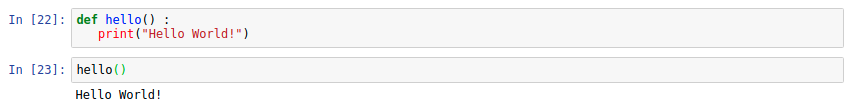 In [22]: def hello() :
print("Hello World!")
In [23]: hello()
Hello World!